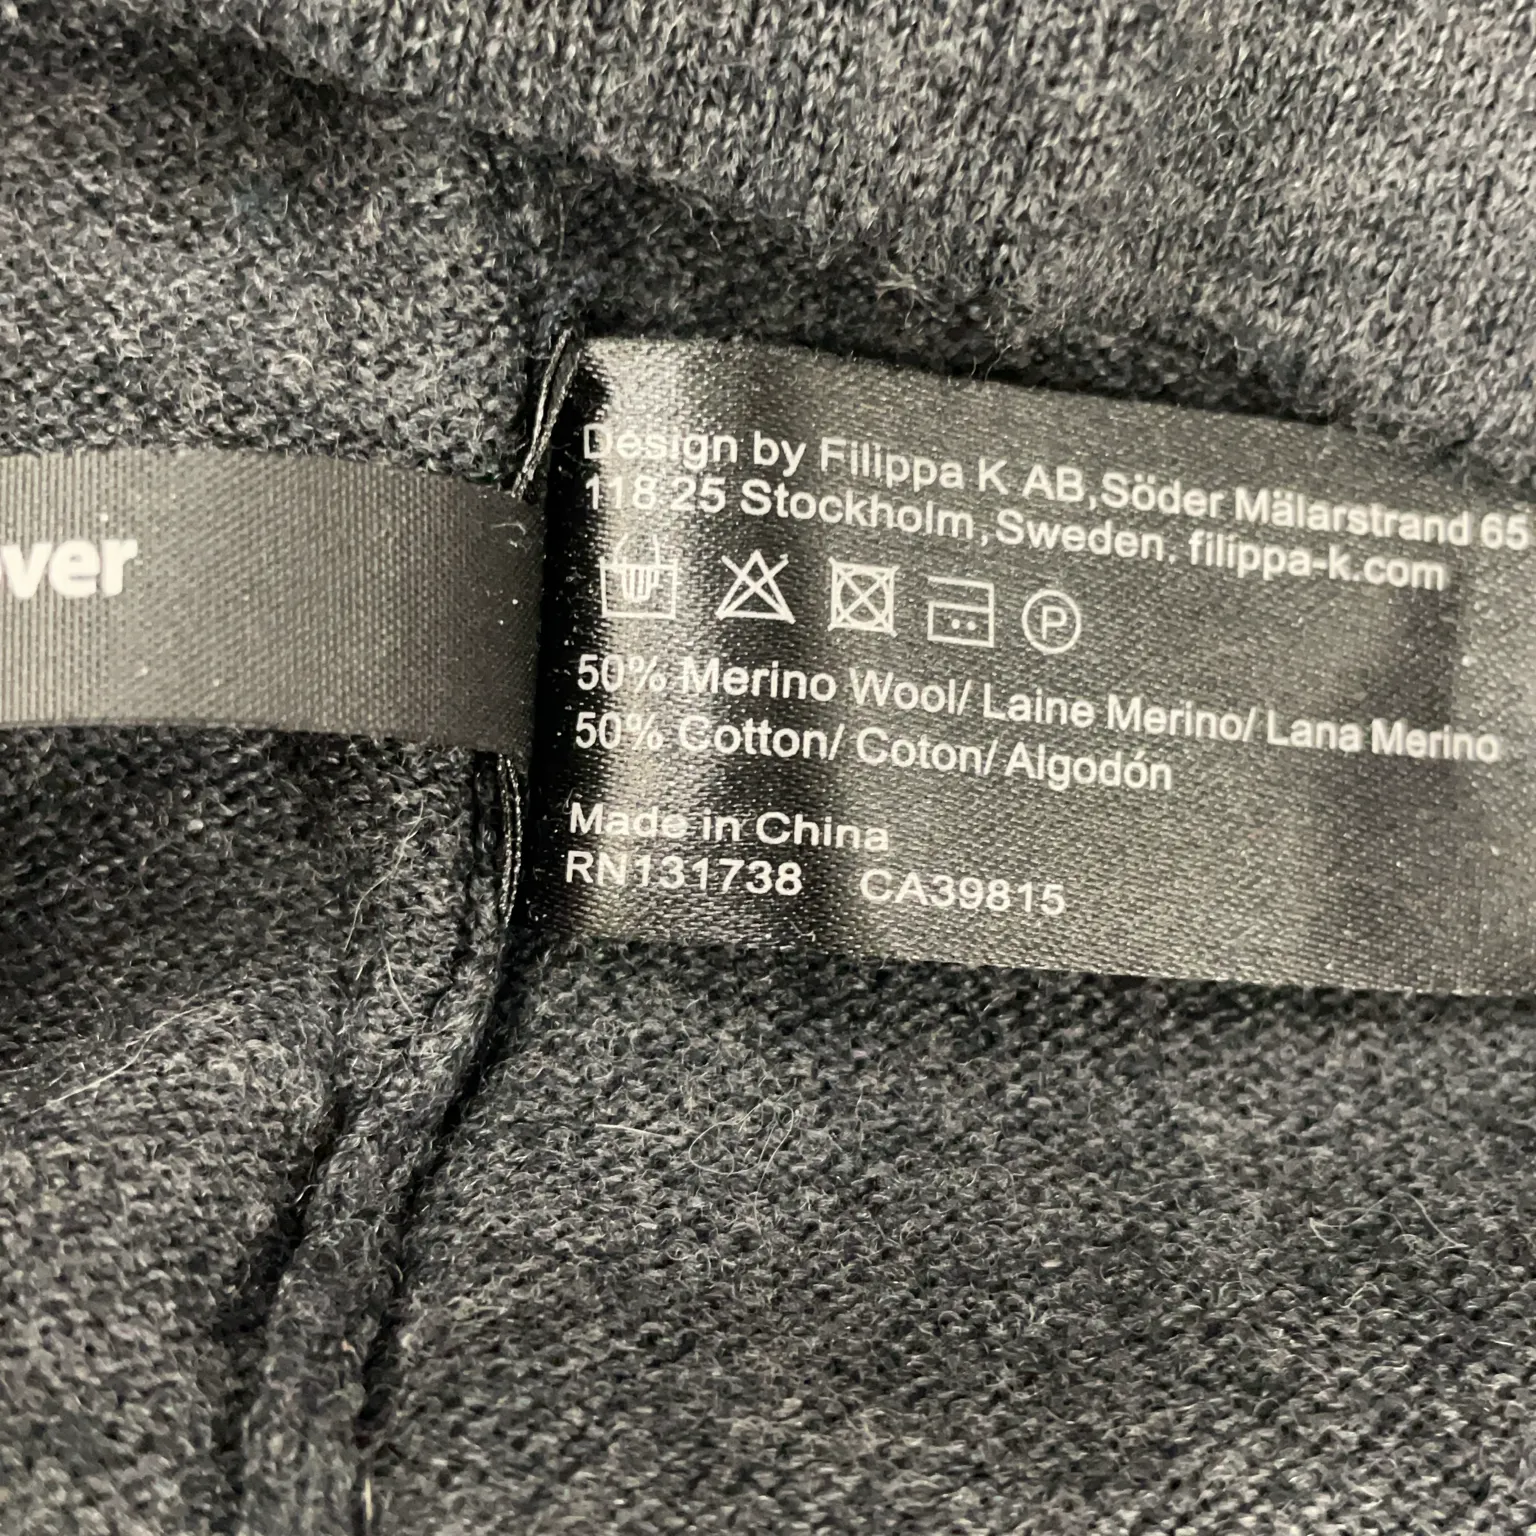 over
Design by Filippa K AB,Söder Mälarstrand 65
118 25 Stockholm,Sweden. filippa-k.com
P
50% Merino Wool/ Laine Merino/ Lana Merino
50% Cotton/ Coton/ Algodón
Made in China
RN131738 CA39815